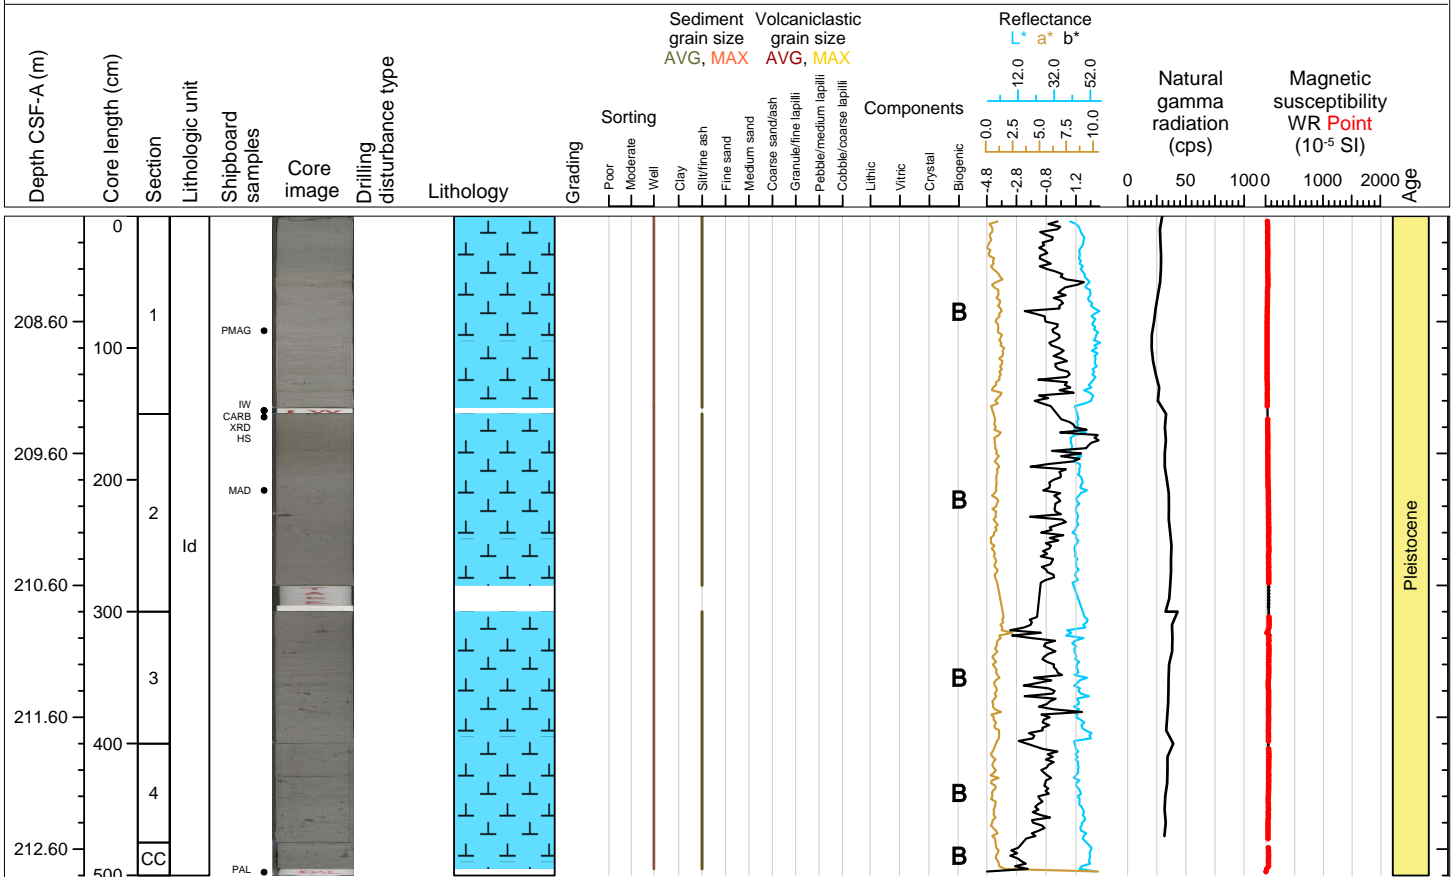 Depth CSF-A (m)
Core length (cm)
Section
Lithologic unit
Shipboard
samples
Core
image
Drilling
disturbance type
Lithology
Grading
Sorting
Poor
Moderate
Well
Sediment
grain size
AVG, MAX
Volcaniclastic
grain size
AVG, MAX
Clay
Silt/fine ash
Fine sand
Medium sand
Coarse sand/ash
Granule/fine lapilli
Pebble/medium lapilli
Cobble/coarse lapilli
Components
Lithic
Vitric
Crystal
Biogenic
Reflectance
L* a* b*
12.0 32.0 52.0
0.0 2.5 5.0 7.5 10.0
-4.8 -2.8 -0.8 1.2
Natural
gamma
radiation
(cps)
0 50 100
Magnetic
susceptibility
WR Point
(10⁻⁵ SI)
0 1000 2000
Age
0
1
B
208.60
PMAG
100
IW
CARB
XRD
HS
209.60
200
MAD
B
2
Id
Pleistocene
210.60
300
3
B
211.60
400
4
B
212.60
CC
B
PAL
500